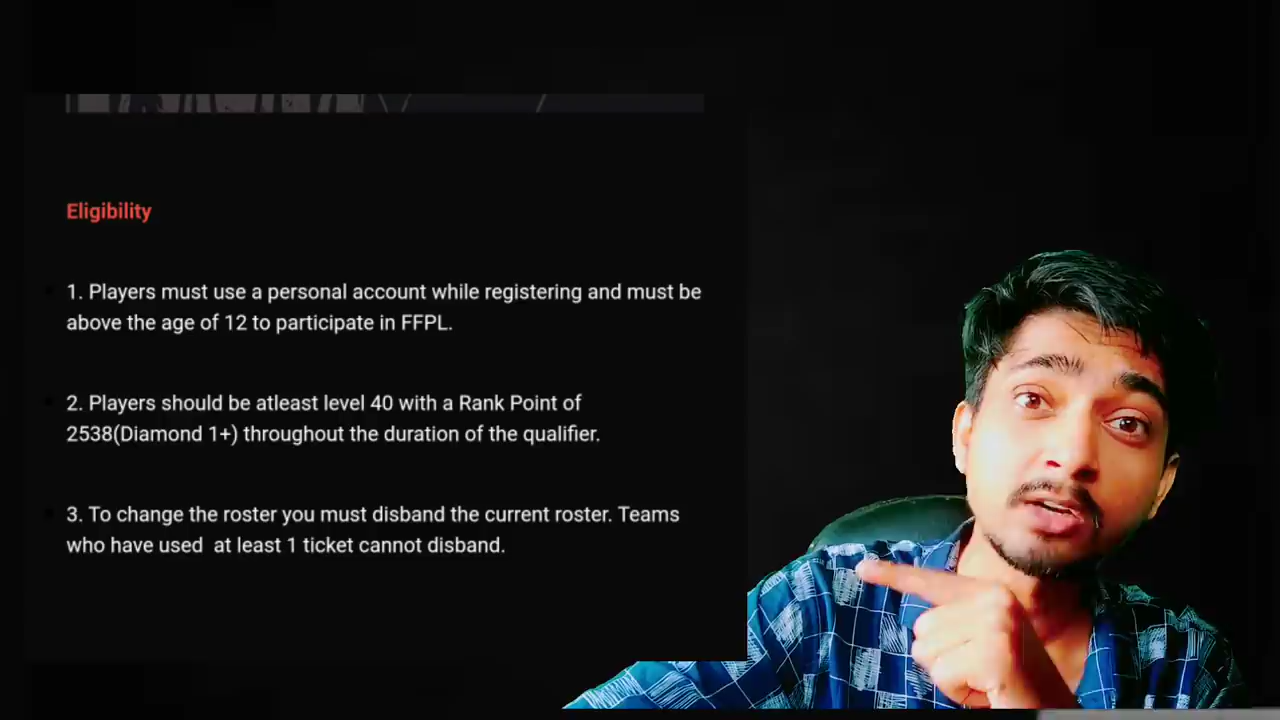 Eligibility
1. Players must use a personal account while registering and must be
above the age of 12 to participate in FFPL.
2. Players should be atleast level 40 with a Rank Point of
2538(Diamond 1+) throughout the duration of the qualifier.
3. To change the roster you must disband the current roster. Teams
who have used  at least 1 ticket cannot disband.